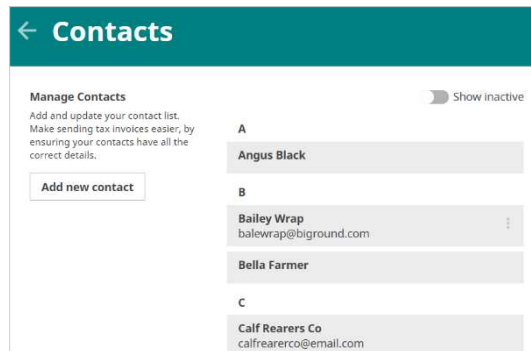 Contacts
Manage Contacts
Add and update your contact list.
Make sending tax invoices easier, by
ensuring your contacts have all the
correct details.
Add new contact
Show inactive
A
Angus Black
B
Bailey Wrap
balewrap@biground.com
Bella Farmer
C
Calf Rearers Co
calfrearerco@email.com